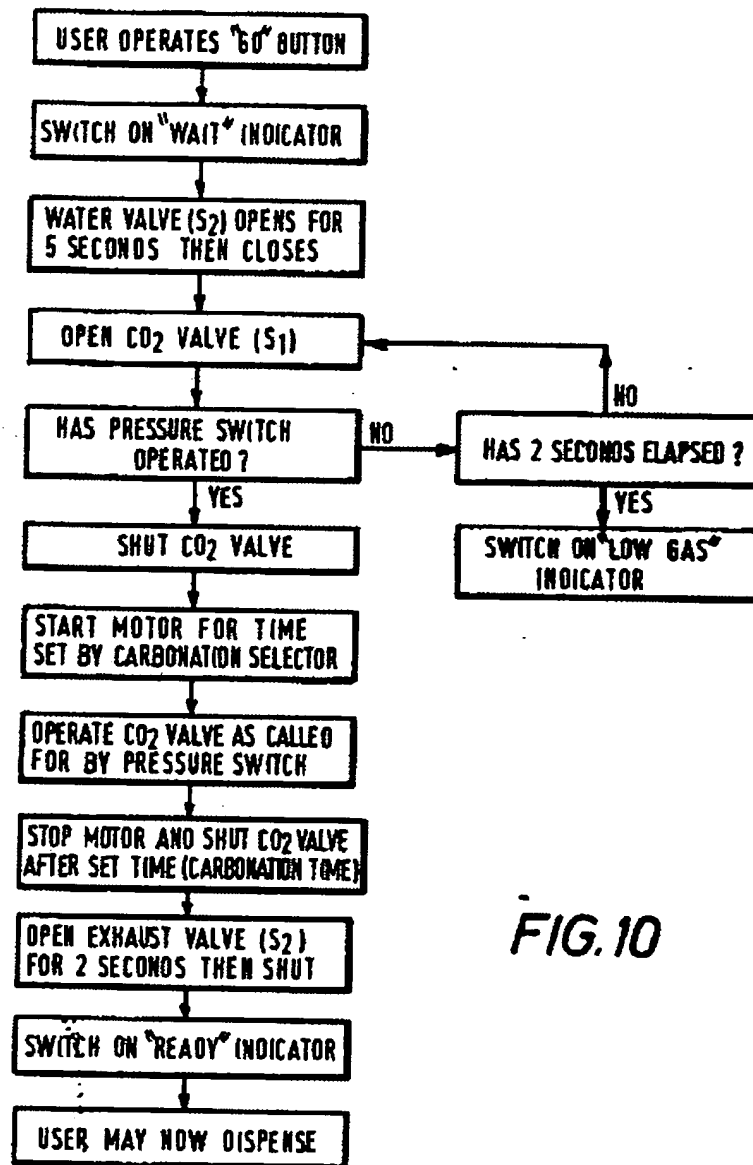 USER OPERATES "GO" BUTTON
SWITCH ON "WAIT" INDICATOR
WATER VALVE (S2) OPENS FOR
5 SECONDS THEN CLOSES
OPEN CO2 VALVE (S1)
NO
HAS PRESSURE SWITCH
OPERATED ?
NO
HAS 2 SECONDS ELAPSED ?
YES
YES
SHUT CO2 VALVE
SWITCH ON "LOW GAS"
INDICATOR
START MOTOR FOR TIME
SET BY CARBONATION SELECTOR
OPERATE CO2 VALVE AS CALLED
FOR BY PRESSURE SWITCH
STOP MOTOR AND SHUT CO2 VALVE
AFTER SET TIME (CARBONATION TIME)
OPEN EXHAUST VALVE (S2)
FOR 2 SECONDS THEN SHUT
FIG. 10
SWITCH ON "READY" INDICATOR
USER MAY NOW DISPENSE